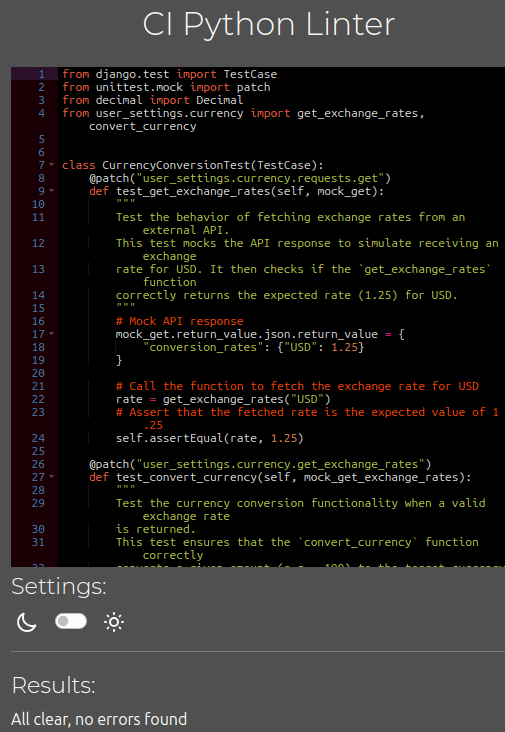 CI Python Linter
1 from django.test import TestCase
2 from unittest.mock import patch
3 from decimal import Decimal
4 from user_settings.currency import get_exchange_rates,
convert_currency
5
6
7 class CurrencyConversionTest(TestCase):
8 @patch("user_settings.currency.requests.get")
9 def test_get_exchange_rates(self, mock_get):
10 """
11 Test the behavior of fetching exchange rates from an
external API.
12 This test mocks the API response to simulate receiving an
exchange
13 rate for USD. It then checks if the `get_exchange_rates`
function
14 correctly returns the expected rate (1.25) for USD.
15 """
16 # Mock API response
17 mock_get.return_value.json.return_value = {
18 "conversion_rates": {"USD": 1.25}
19 }
20
21 # Call the function to fetch the exchange rate for USD
22 rate = get_exchange_rates("USD")
23 # Assert that the fetched rate is the expected value of 1
.25
24 self.assertEqual(rate, 1.25)
25
26 @patch("user_settings.currency.get_exchange_rates")
27 def test_convert_currency(self, mock_get_exchange_rates):
28 """
29 Test the currency conversion functionality when a valid
exchange rate
30 is returned.
31 This test ensures that the `convert_currency` function
correctly
Settings:
Results:
All clear, no errors found